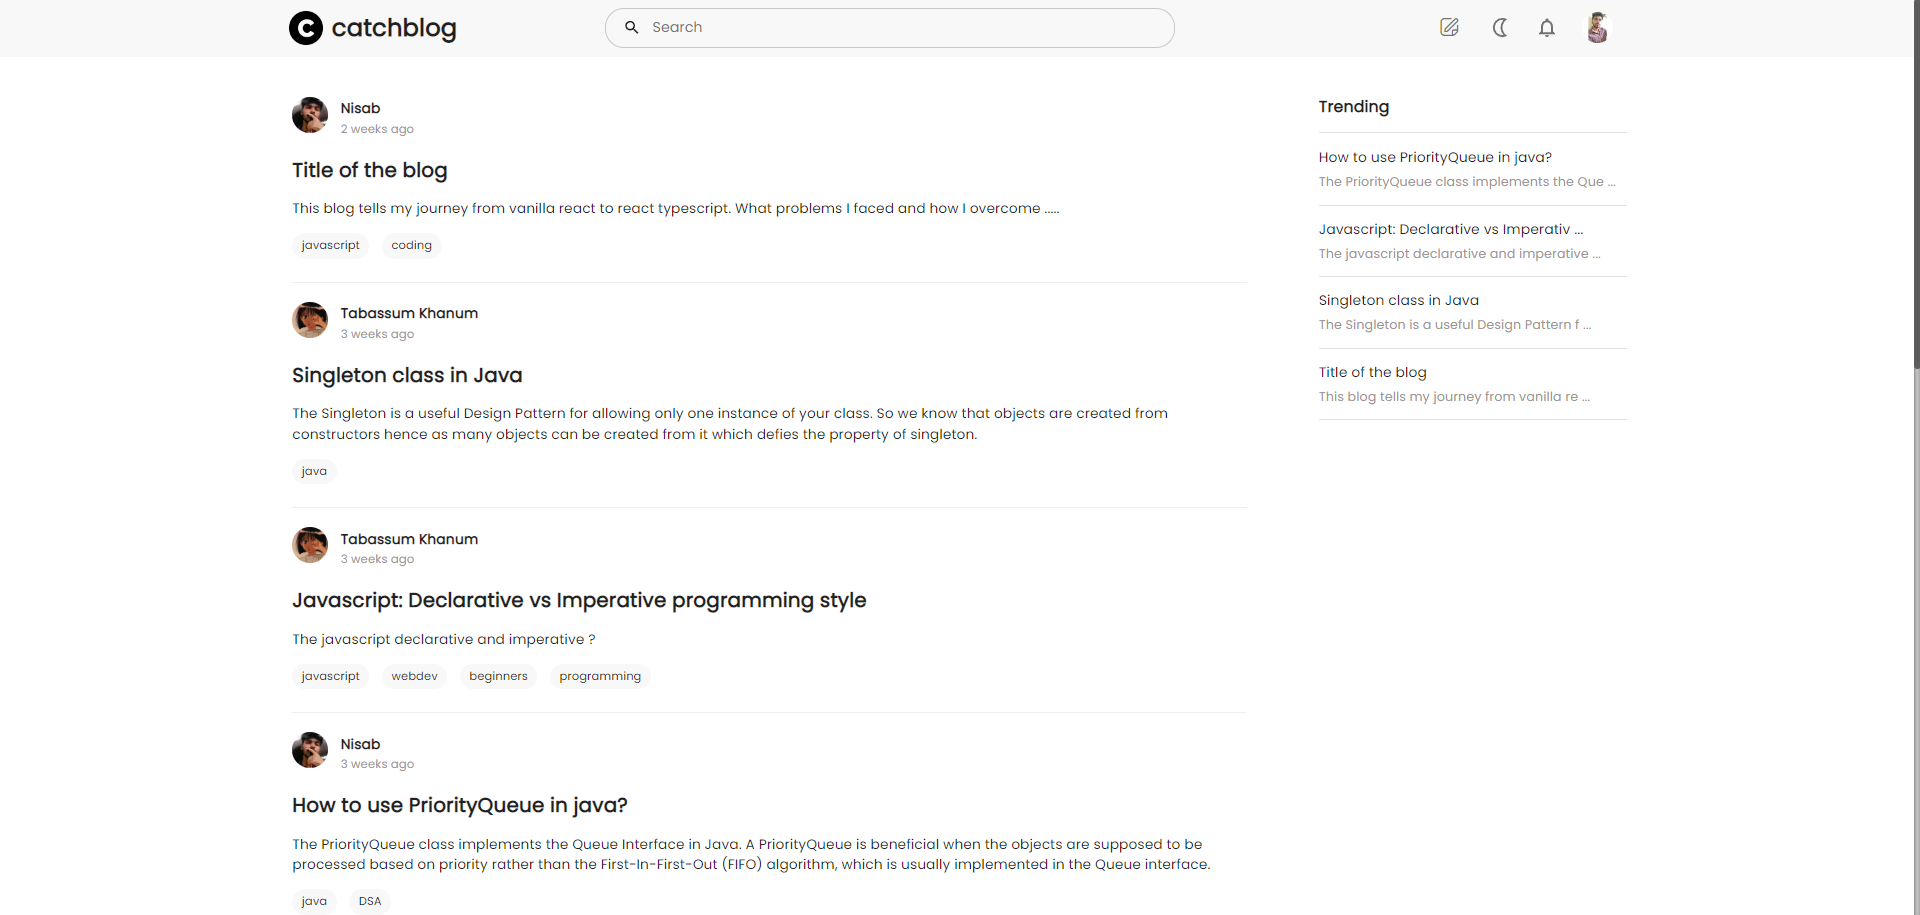 catchblog
Search
Nisab
2 weeks ago
Title of the blog
This blog tells my journey from vanilla react to react typescript. What problems I faced and how I overcome .....
javascript coding
Tabassum Khanum
3 weeks ago
Singleton class in Java
The Singleton is a useful Design Pattern for allowing only one instance of your class. So we know that objects are created from
constructors hence as many objects can be created from it which defies the property of singleton.
java
Tabassum Khanum
3 weeks ago
Javascript: Declarative vs Imperative programming style
The javascript declarative and imperative ?
javascript webdev beginners programming
Nisab
3 weeks ago
How to use PriorityQueue in java?
The PriorityQueue class implements the Queue Interface in Java. A PriorityQueue is beneficial when the objects are supposed to be
processed based on priority rather than the First-In-First-Out (FIFO) algorithm, which is usually implemented in the Queue interface.
java DSA
Trending
How to use PriorityQueue in java?
The PriorityQueue class implements the Que ...
Javascript: Declarative vs Imperativ ...
The javascript declarative and imperative ...
Singleton class in Java
The Singleton is a useful Design Pattern f ...
Title of the blog
This blog tells my journey from vanilla re ...